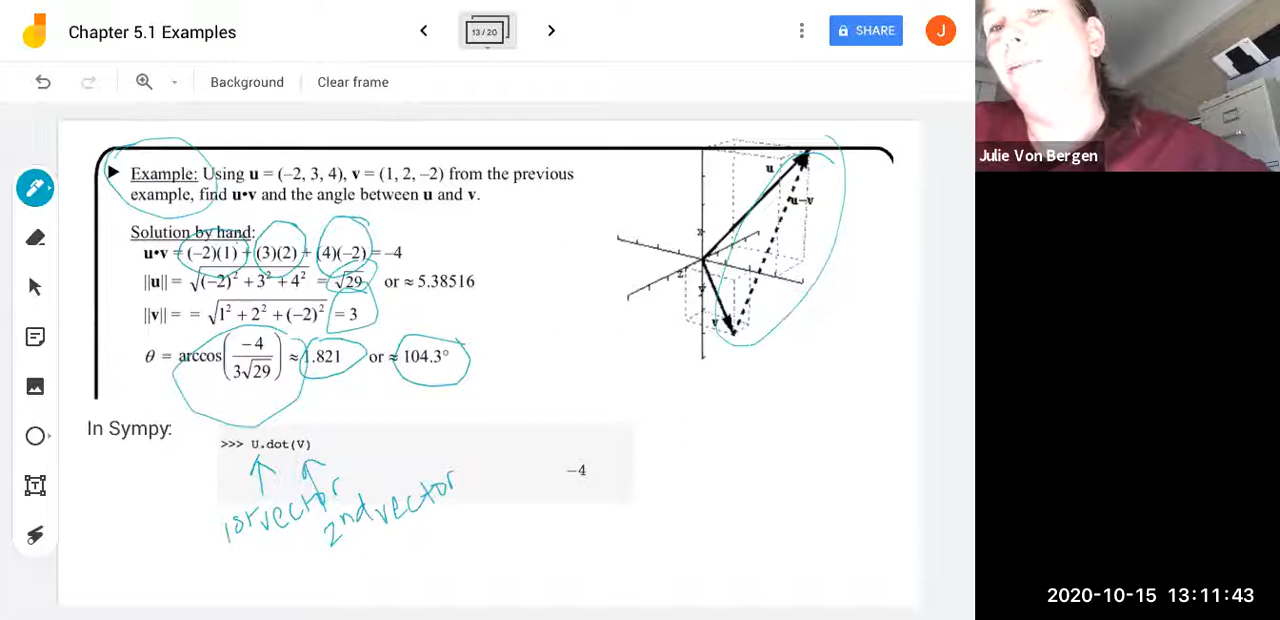 Chapter 5.1 Examples
13 / 20
SHARE
J
Background
Clear frame
Julie Von Bergen
Example: Using u = (–2, 3, 4), v = (1, 2, –2) from the previous
example, find u•v and the angle between u and v.
Solution by hand:
u•v = (–2)(1) + (3)(2) + (4)(–2) = –4
||u|| = √((–2)² + 3² + 4²) = √29 or ≈ 5.38516
||v|| = = √(1² + 2² + (–2)²) = 3
θ = arccos(–4 / 3√29) ≈ 1.821 or ≈ 104.3°
u
u–v
v
In Sympy:
>>> U.dot(V)
–4
1st vector
2nd vector
2020-10-15 13:11:43